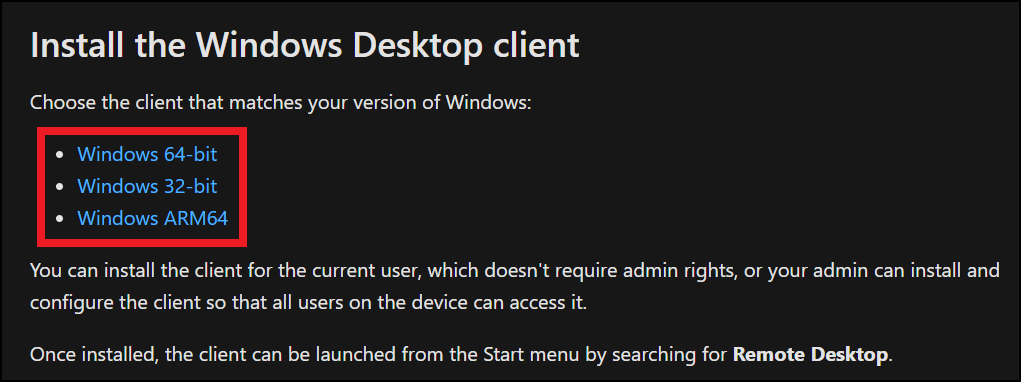 Install the Windows Desktop client
Choose the client that matches your version of Windows:
• Windows 64-bit
• Windows 32-bit
• Windows ARM64
You can install the client for the current user, which doesn't require admin rights, or your admin can install and
configure the client so that all users on the device can access it.
Once installed, the client can be launched from the Start menu by searching for Remote Desktop.